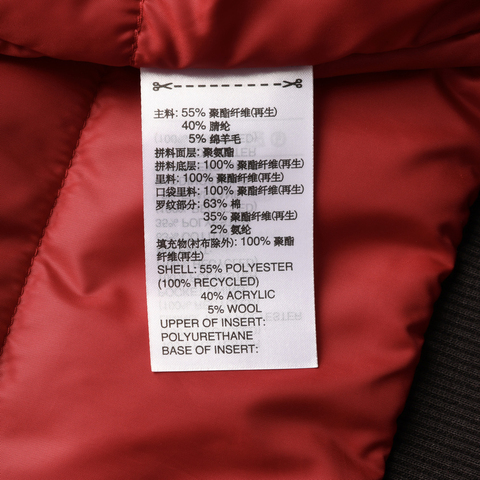 主料: 55% 聚酯纤维(再生)
40% 腈纶
5% 绵羊毛
拼料面层: 聚氨酯
拼料底层: 100% 聚酯纤维(再生)
里料: 100% 聚酯纤维(再生)
口袋里料: 100% 聚酯纤维(再生)
罗纹部分: 63% 棉
35% 聚酯纤维(再生)
2% 氨纶
填充物(衬布除外): 100% 聚酯
纤维(再生)
SHELL: 55% POLYESTER
(100% RECYCLED)
40% ACRYLIC
5% WOOL
UPPER OF INSERT:
POLYURETHANE
BASE OF INSERT: